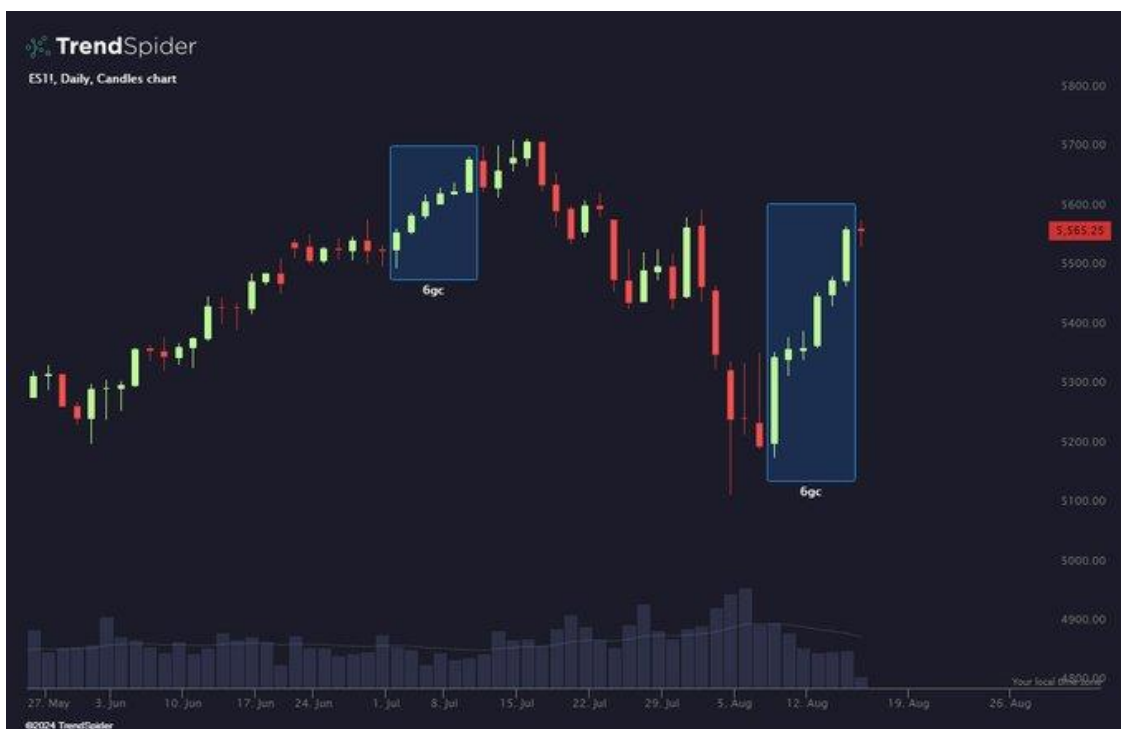 TrendSpider
ES1!, Daily, Candles chart
5800.00
5700.00
5600.00
5,565.25
5500.00
6gc
5400.00
5300.00
5200.00
6gc
5100.00
5000.00
4900.00
4800.00
Your local time zone
27. May 3. Jun 10. Jun 17. Jun 24. Jun 1. Jul 8. Jul 15. Jul 22. Jul 29. Jul 5. Aug 12. Aug 19. Aug 26. Aug
©2024 TrendSpider